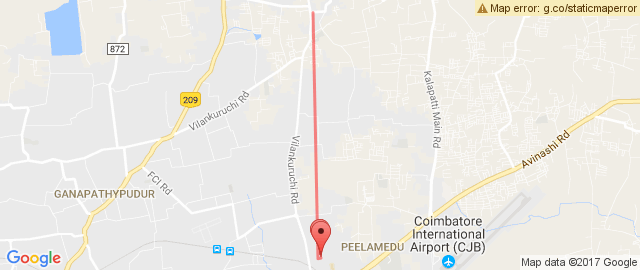 Map error: g.co/staticmaperror
872
209
Vilankuruchi Rd
Kalapatti Main Rd
Vilankuruchi Rd
Avinashi Rd
FCI Rd
GANAPATHYPUDUR
PEELAMEDU
Coimbatore
International
Airport (CJB)
Google
Map data ©2017 Google